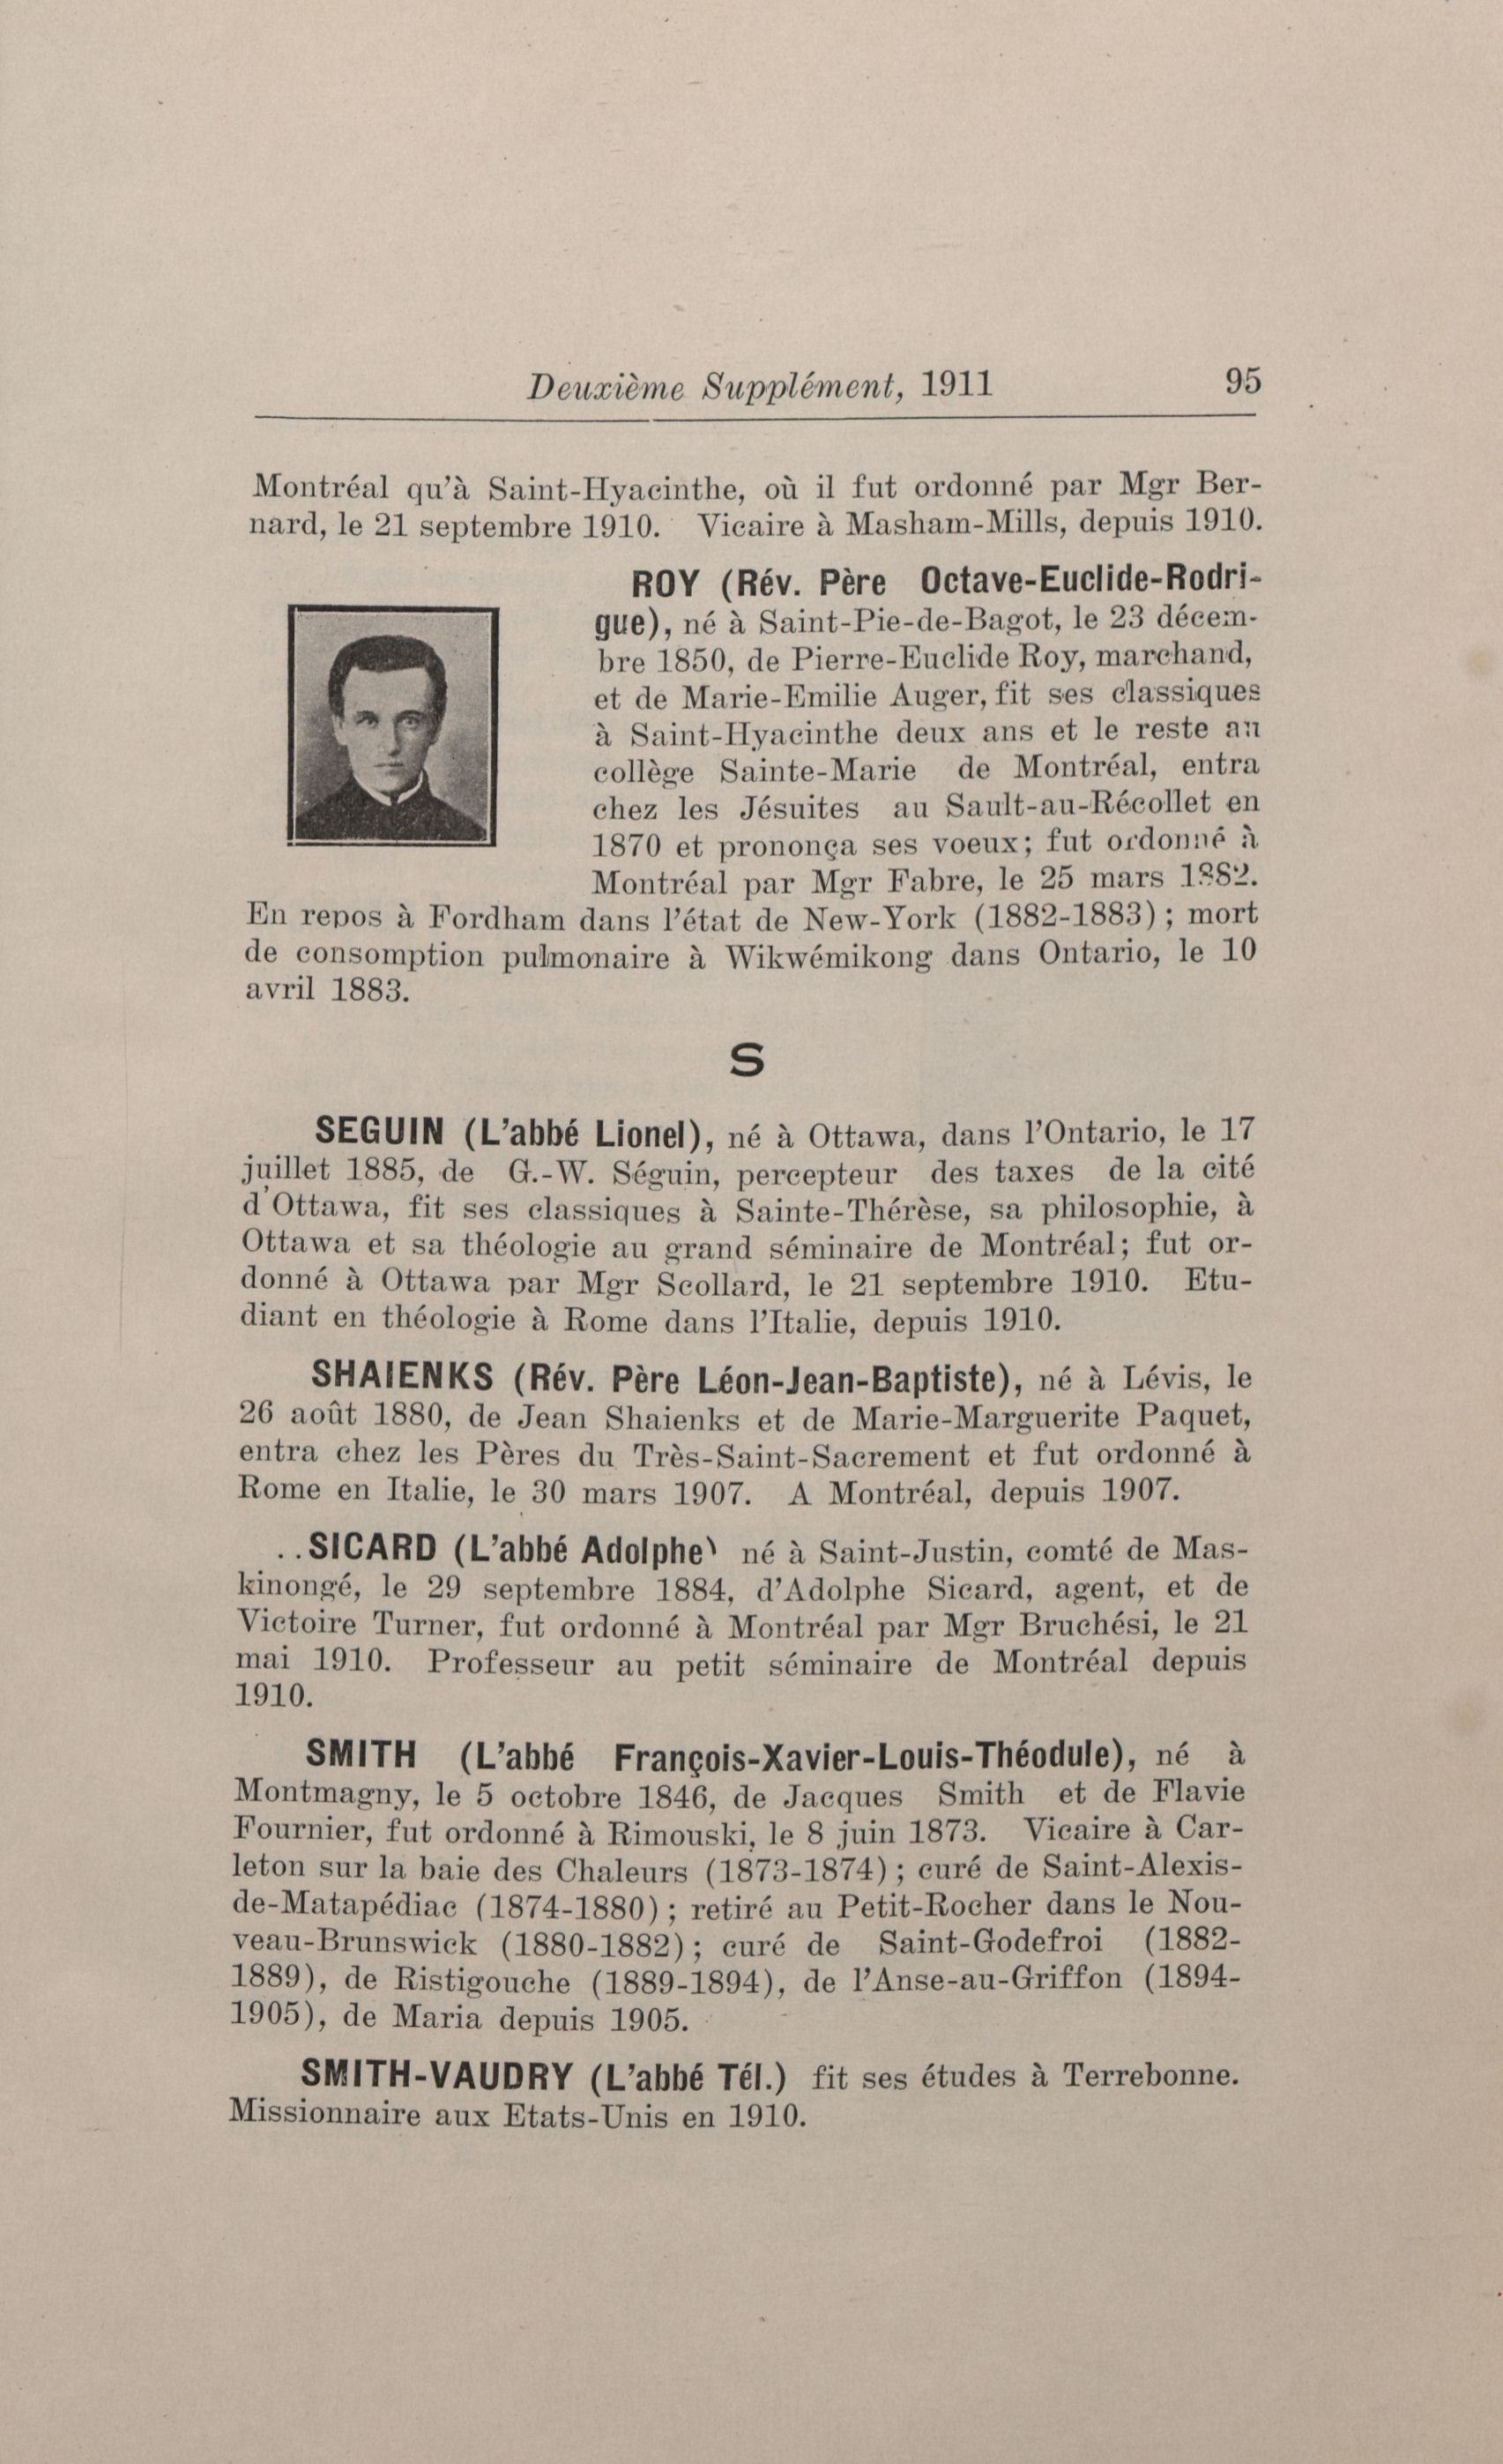 Deuxième Supplément, 1911 95
Montréal qu'à Saint-Hyacinthe, où il fut ordonné par Mgr Ber-
nard, le 21 septembre 1910. Vicaire à Masham-Mills, depuis 1910.
ROY (Rév. Père Octave-Euclide-Rodri-
gue), né à Saint-Pie-de-Bagot, le 23 décem-
bre 1850, de Pierre-Euclide Roy, marchand,
et de Marie-Emilie Auger, fit ses classiques
à Saint-Hyacinthe deux ans et le reste au
collège Sainte-Marie de Montréal, entra
chez les Jésuites au Sault-au-Récollet en
1870 et prononça ses voeux; fut ordonné à
Montréal par Mgr Fabre, le 25 mars 1882.
En repos à Fordham dans l'état de New-York (1882-1883) ; mort
de consomption pulmonaire à Wikwémikong dans Ontario, le 10
avril 1883.
S
SEGUIN (L'abbé Lionel), né à Ottawa, dans l'Ontario, le 17
juillet 1885, de G.-W. Séguin, percepteur des taxes de la cité
d'Ottawa, fit ses classiques à Sainte-Thérèse, sa philosophie, à
Ottawa et sa théologie au grand séminaire de Montréal; fut or-
donné à Ottawa par Mgr Scollard, le 21 septembre 1910. Etu-
diant en théologie à Rome dans l'Italie, depuis 1910.
SHAIENKS (Rév. Père Léon-Jean-Baptiste), né à Lévis, le
26 août 1880, de Jean Shaienks et de Marie-Marguerite Paquet,
entra chez les Pères du Très-Saint-Sacrement et fut ordonné à
Rome en Italie, le 30 mars 1907. A Montréal, depuis 1907.
..SICARD (L'abbé Adolphe) né à Saint-Justin, comté de Mas-
kinongé, le 29 septembre 1884, d'Adolphe Sicard, agent, et de
Victoire Turner, fut ordonné à Montréal par Mgr Bruchési, le 21
mai 1910. Professeur au petit séminaire de Montréal depuis
1910.
SMITH (L'abbé François-Xavier-Louis-Théodule), né à
Montmagny, le 5 octobre 1846, de Jacques Smith et de Flavie
Fournier, fut ordonné à Rimouski, le 8 juin 1873. Vicaire à Car-
leton sur la baie des Chaleurs (1873-1874) ; curé de Saint-Alexis-
de-Matapédiac (1874-1880) ; retiré au Petit-Rocher dans le Nou-
veau-Brunswick (1880-1882) ; curé de Saint-Godefroi (1882-
1889), de Ristigouche (1889-1894), de l'Anse-au-Griffon (1894-
1905), de Maria depuis 1905.
SMITH-VAUDRY (L'abbé Tél.) fit ses études à Terrebonne.
Missionnaire aux Etats-Unis en 1910.